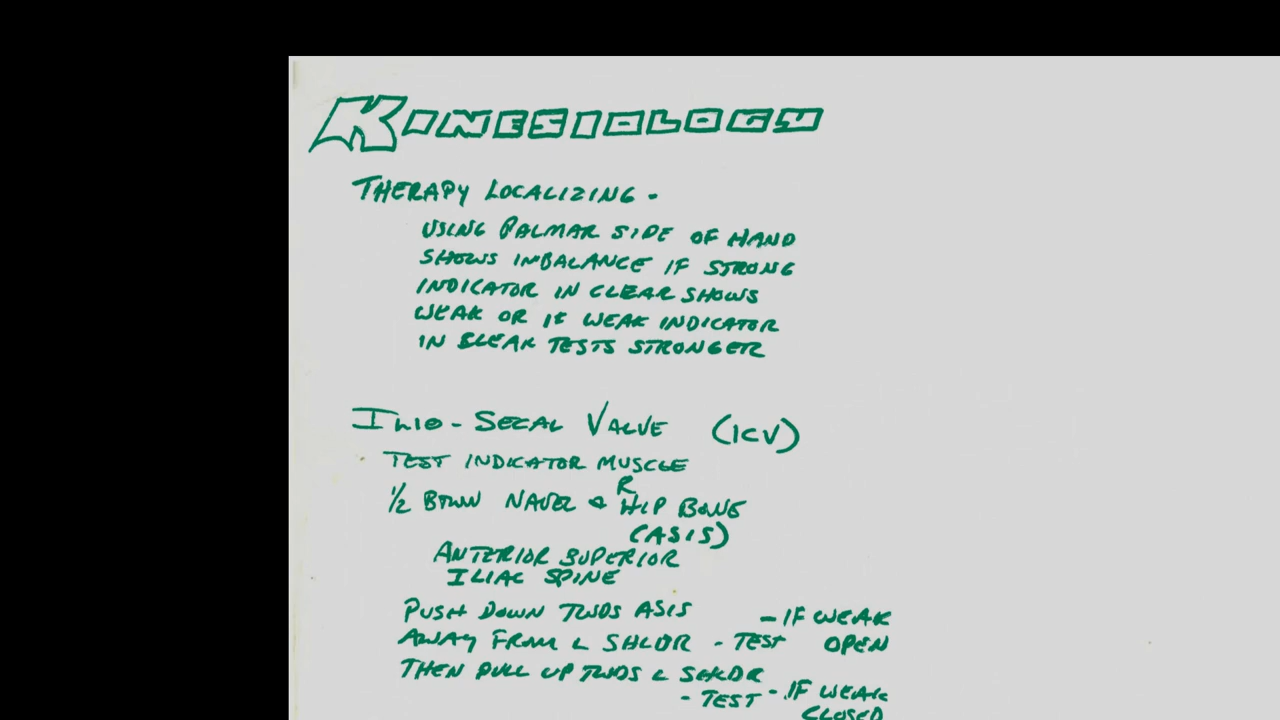 KINESIOLOGY
THERAPY LOCALIZING -
USING PALMAR SIDE OF HAND
SHOWS INBALANCE IF STRONG
INDICATOR IN CLEAR SHOWS
WEAK OR IF WEAK INDICATOR
IN BLEAK TESTS STRONGER
ILIO-SECAL VALVE (ICV)
TEST INDICATOR MUSCLE
1/2 BTWN NAVEL & R HIP BONE
(ASIS)
ANTERIOR SUPERIOR
ILIAC SPINE
PUSH DOWN TWDS ASIS - IF WEAK
AWAY FROM L SHLDR - TEST OPEN
THEN PULL UP TWDS L SHLDR
- TEST - IF WEAK
CLOSED